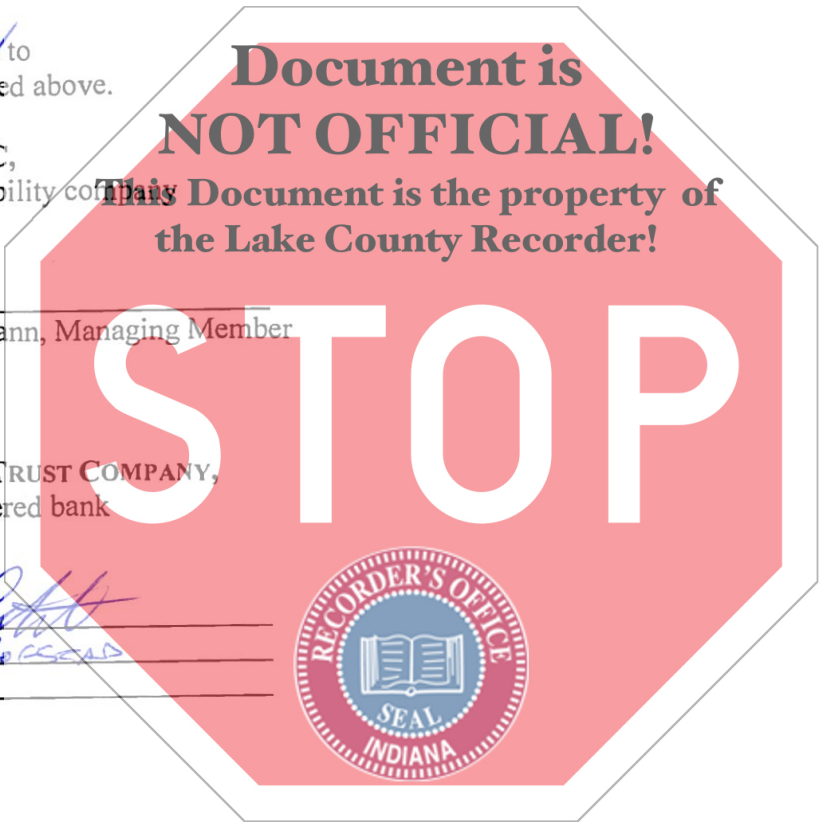 to
ed above.
Document is
NOT OFFICIAL!
C,
bility company
This Document is the property of
the Lake County Recorder!
ann, Managing Member
STOP
TRUST COMPANY,
ered bank
RECORDER'S OFFICE
SEAL
INDIANA